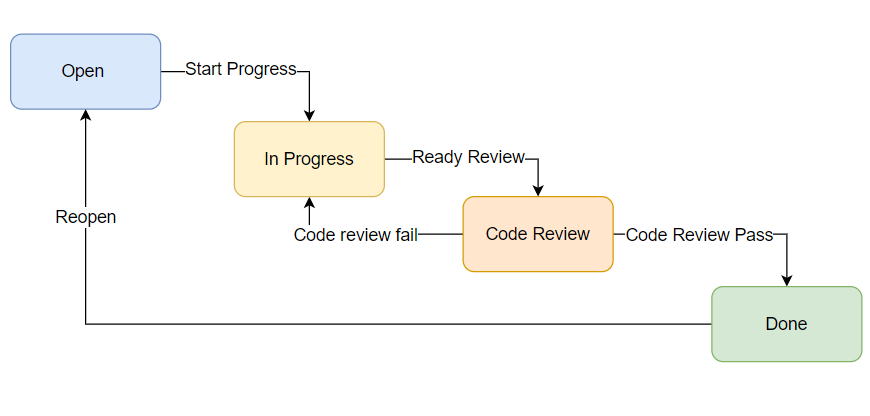 Open
Start Progress
In Progress
Ready Review
Reopen
Code review fail
Code Review
Code Review Pass
Done